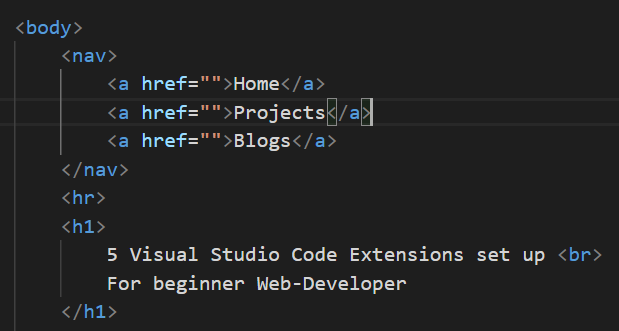 <body>
<nav>
<a href="">Home</a>
<a href="">Projects</a>
<a href="">Blogs</a>
</nav>
<hr>
<h1>
5 Visual Studio Code Extensions set up <br>
For beginner Web-Developer
</h1>